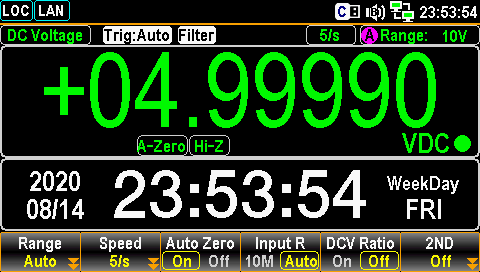 LOC LAN C 23:53:54
DC Voltage Trig:Auto Filter 5/s A Range: 10V
+04.99990
A-Zero Hi-Z VDC
2020 23:53:54 WeekDay
08/14 FRI
Range Speed Auto Zero Input R DCV Ratio 2ND
Auto 5/s On Off 10M Auto On Off Off